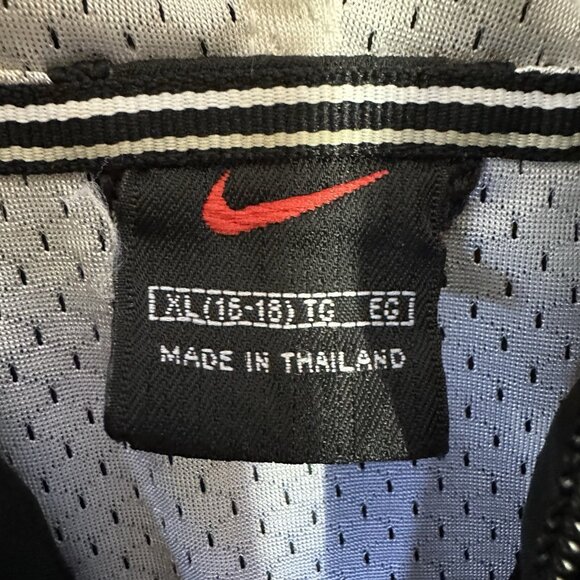 XL (16-18) TG EG
MADE IN THAILAND